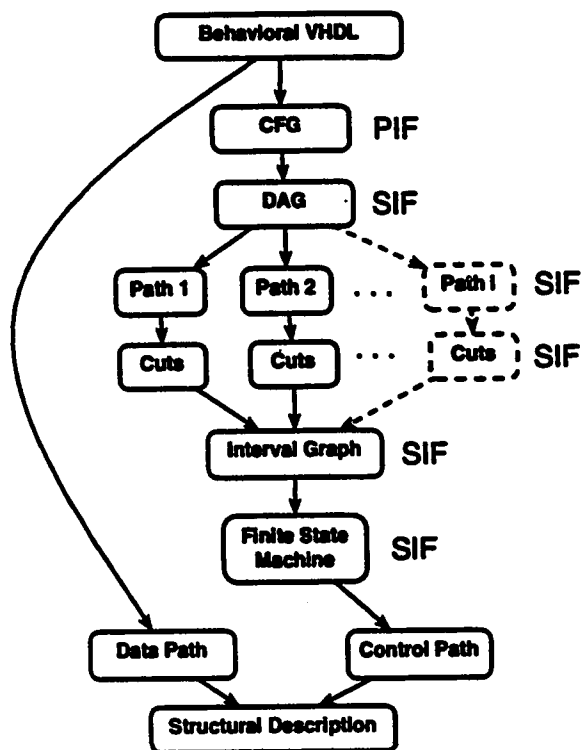 Behavioral VHDL
CFG PIF
DAG SIF
Path 1 Path 2 . . . Path i SIF
Cuts Cuts . . . Cuts SIF
Interval Graph SIF
Finite State
Machine SIF
Data Path Control Path
Structural Description